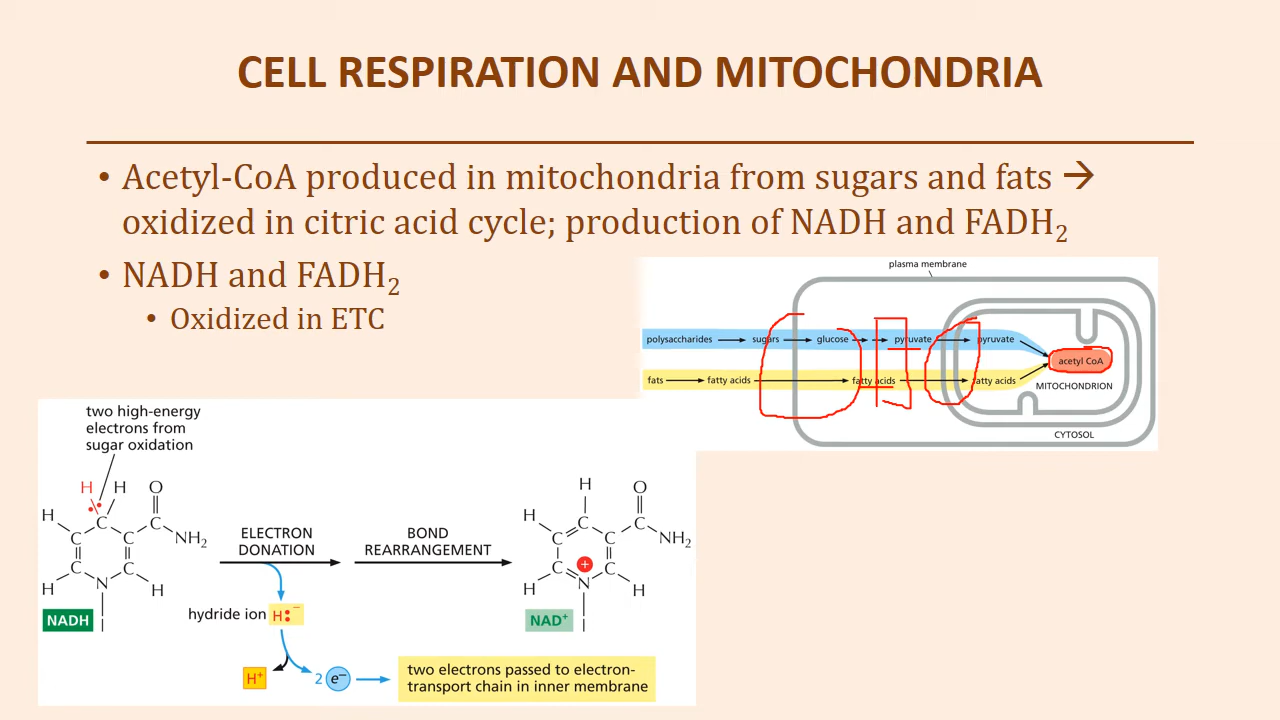 CELL RESPIRATION AND MITOCHONDRIA
• Acetyl-CoA produced in mitochondria from sugars and fats →
oxidized in citric acid cycle; production of NADH and FADH₂
• NADH and FADH₂
• Oxidized in ETC
plasma membrane
polysaccharides → sugars → glucose → → pyruvate → pyruvate
acetyl CoA
fats → fatty acids → fatty acids → fatty acids
MITOCHONDRION
CYTOSOL
two high-energy
electrons from
sugar oxidation
H H O
H C C NH₂
C C
C C
H N H
NADH
ELECTRON
DONATION
BOND
REARRANGEMENT
hydride ion H:⁻
H⁺
2 e⁻
two electrons passed to electron-
transport chain in inner membrane
H O
H C C NH₂
C C
C + C
H N H
NAD⁺